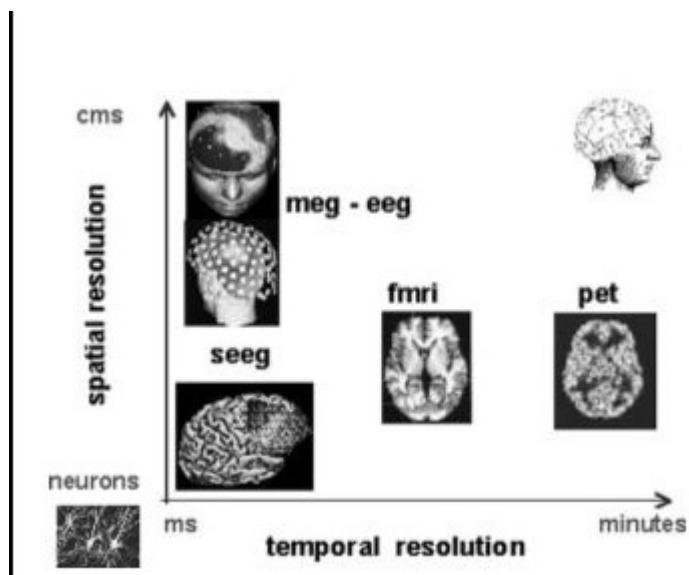 cms
meg - eeg
spatial resolution
fmri
pet
seeg
neurons
ms
minutes
temporal resolution